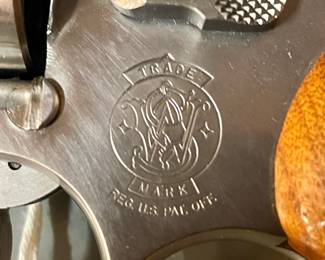 TRADE
S&W
MARK
REG. U.S. PAT. OFF.